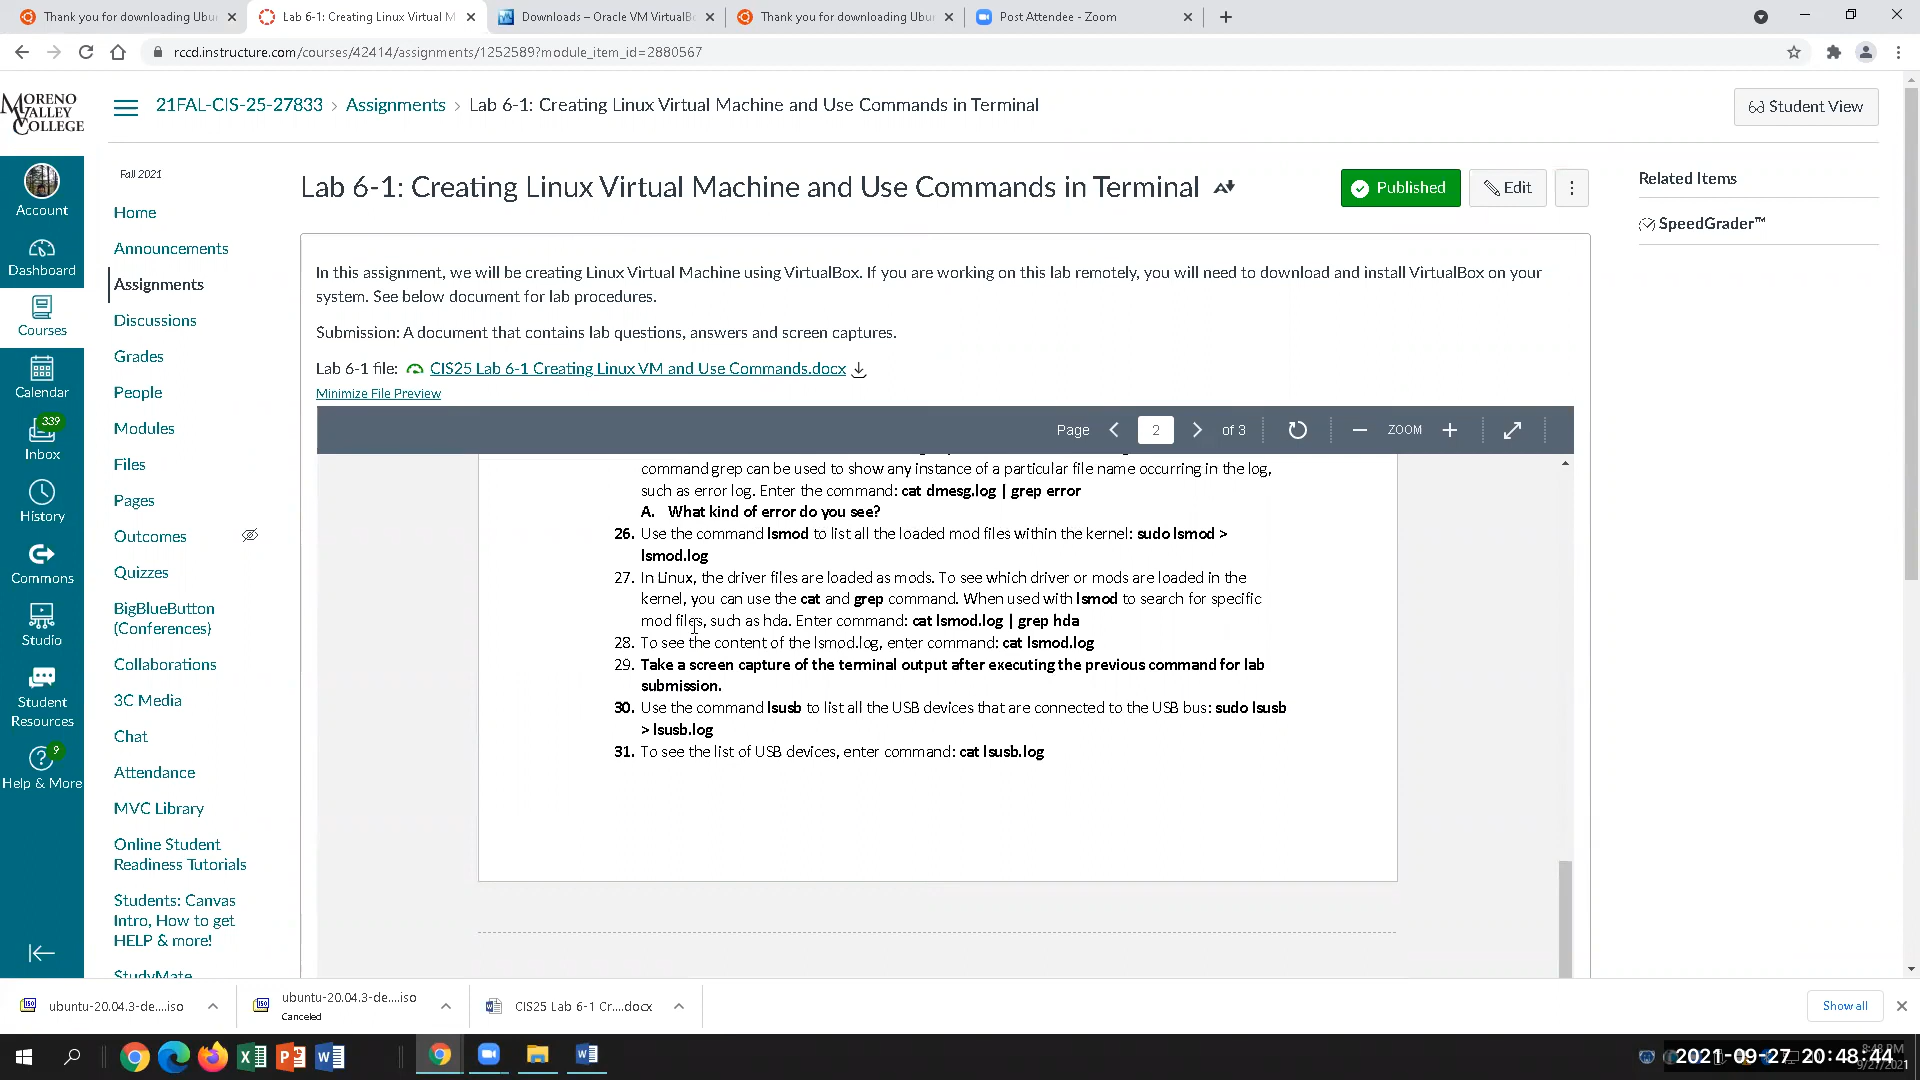 Thank you for downloading Ubu
Lab 6-1: Creating Linux Virtual M
Downloads – Oracle VM VirtualB
Thank you for downloading Ubu
Post Attendee - Zoom
rccd.instructure.com/courses/42414/assignments/1252589?module_item_id=2880567
MORENO
VALLEY
COLLEGE
21FAL-CIS-25-27833 > Assignments > Lab 6-1: Creating Linux Virtual Machine and Use Commands in Terminal
Student View
Account
Dashboard
Courses
Calendar
339
Inbox
History
Commons
Studio
Student
Resources
9
Help & More
Fall 2021
Home
Announcements
Assignments
Discussions
Grades
People
Modules
Files
Pages
Outcomes
Quizzes
BigBlueButton
(Conferences)
Collaborations
3C Media
Chat
Attendance
MVC Library
Online Student
Readiness Tutorials
Students: Canvas
Intro, How to get
HELP & more!
StudyMate
Lab 6-1: Creating Linux Virtual Machine and Use Commands in Terminal
Published
Edit
Related Items
SpeedGrader™
In this assignment, we will be creating Linux Virtual Machine using VirtualBox. If you are working on this lab remotely, you will need to download and install VirtualBox on your
system. See below document for lab procedures.
Submission: A document that contains lab questions, answers and screen captures.
Lab 6-1 file: CIS25 Lab 6-1 Creating Linux VM and Use Commands.docx
Minimize File Preview
Page 2 of 3 ZOOM
command grep can be used to show any instance of a particular file name occurring in the log,
such as error log. Enter the command: cat dmesg.log | grep error
A. What kind of error do you see?
26. Use the command lsmod to list all the loaded mod files within the kernel: sudo lsmod >
lsmod.log
27. In Linux, the driver files are loaded as mods. To see which driver or mods are loaded in the
kernel, you can use the cat and grep command. When used with lsmod to search for specific
mod files, such as hda. Enter command: cat lsmod.log | grep hda
28. To see the content of the lsmod.log, enter command: cat lsmod.log
29. Take a screen capture of the terminal output after executing the previous command for lab
submission.
30. Use the command lsusb to list all the USB devices that are connected to the USB bus: sudo lsusb
> lsusb.log
31. To see the list of USB devices, enter command: cat lsusb.log
ubuntu-20.04.3-de....iso
ubuntu-20.04.3-de....iso
Canceled
CIS25 Lab 6-1 Cr....docx
Show all
2021-09-27 20:48:44
8:48 PM
9/27/2021